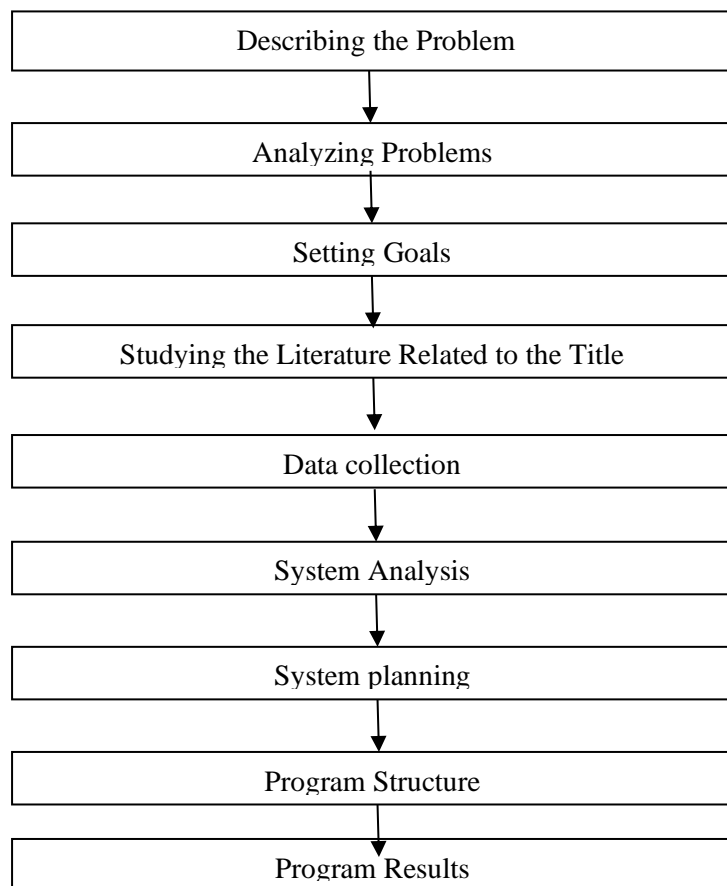 Describing the Problem
Analyzing Problems
Setting Goals
Studying the Literature Related to the Title
Data collection
System Analysis
System planning
Program Structure
Program Results